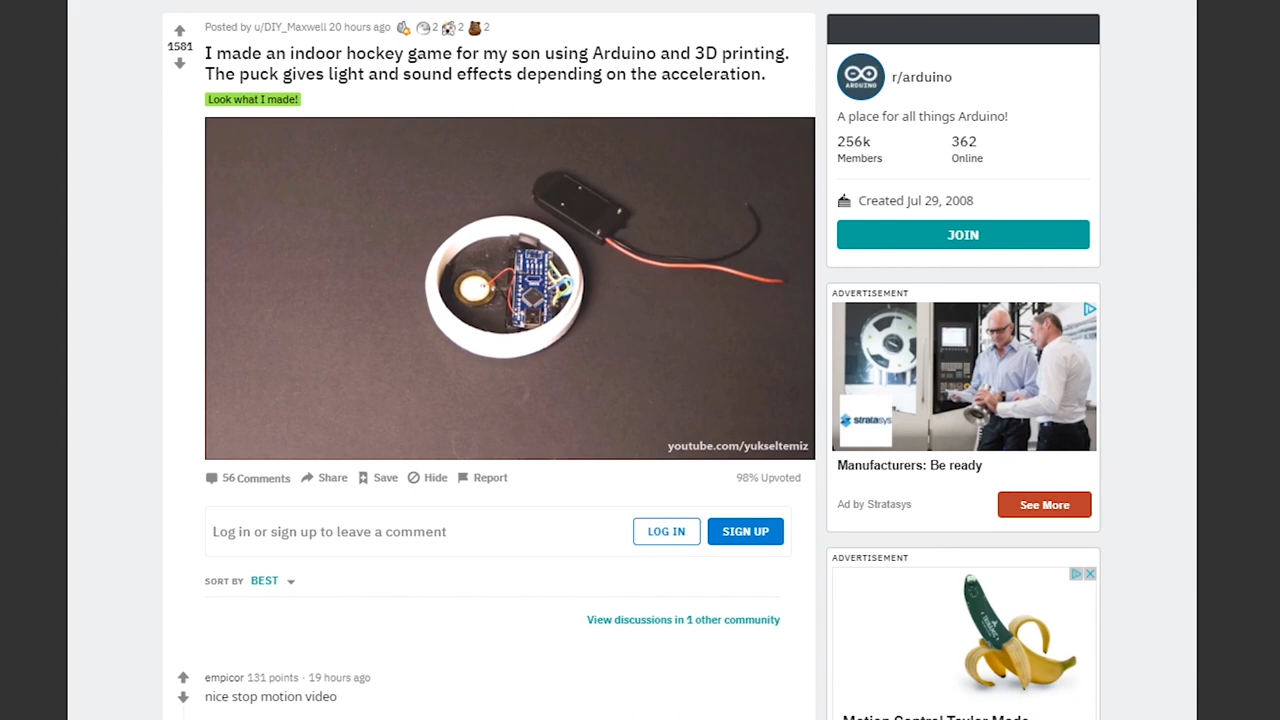 Posted by u/DIY_Maxwell 20 hours ago 2 2 2
1581
I made an indoor hockey game for my son using Arduino and 3D printing.
The puck gives light and sound effects depending on the acceleration.
Look what I made!
youtube.com/yukseltemiz
56 Comments Share Save Hide Report 98% Upvoted
Log in or sign up to leave a comment LOG IN SIGN UP
SORT BY BEST
View discussions in 1 other community
empicor 131 points · 19 hours ago
nice stop motion video
ARDUINO
r/arduino
A place for all things Arduino!
256k 362
Members Online
Created Jul 29, 2008
JOIN
ADVERTISEMENT
stratasys
Manufacturers: Be ready
Ad by Stratasys See More
ADVERTISEMENT
Motion Control Taylor Made